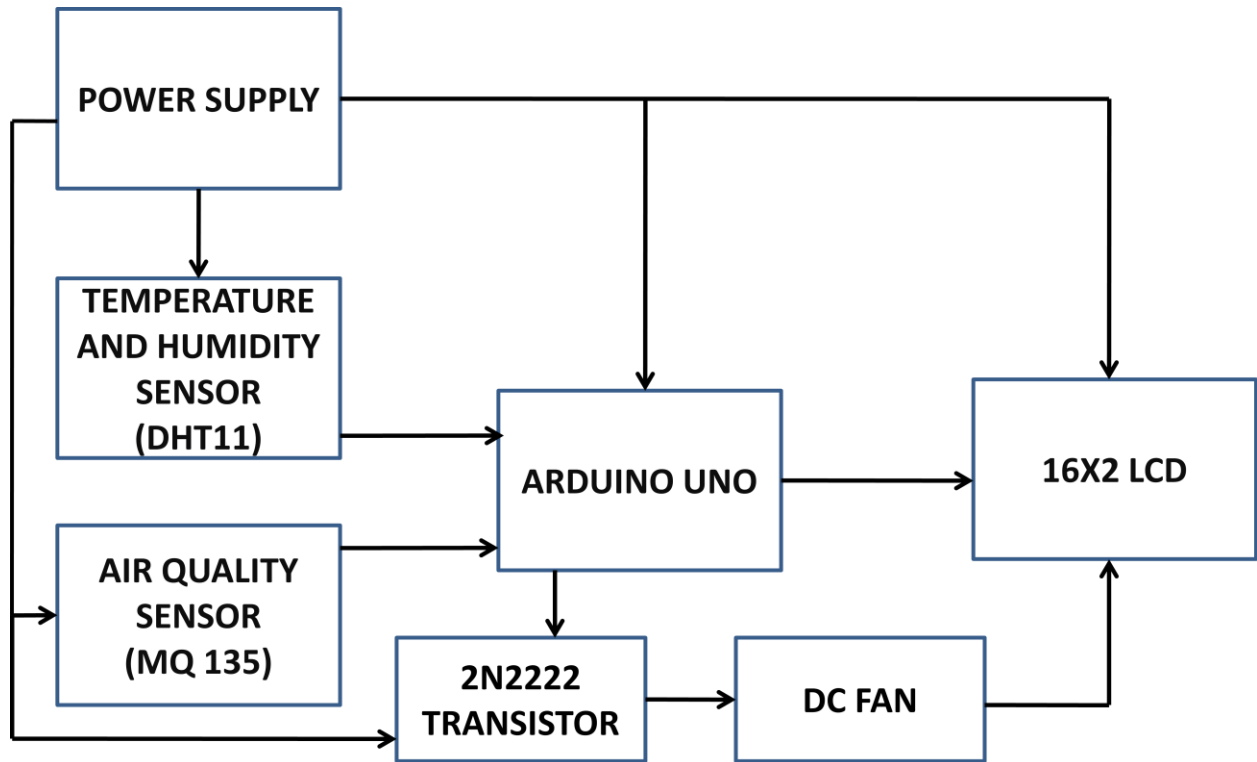 POWER SUPPLY
TEMPERATURE
AND HUMIDITY
SENSOR
(DHT11)
ARDUINO UNO
16X2 LCD
AIR QUALITY
SENSOR
(MQ 135)
2N2222
TRANSISTOR
DC FAN